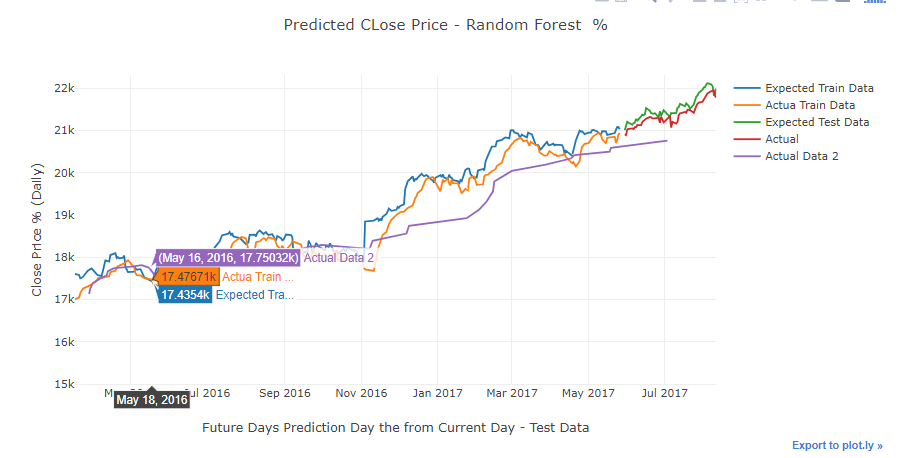 Predicted CLose Price - Random Forest %
22k
21k
20k
19k
18k
17k
16k
15k
Close Price % (Daily)
Expected Train Data
Actua Train Data
Expected Test Data
Actual
Actual Data 2
(May 16, 2016, 17.75032k) Actual Data 2
17.47671k Actua Train ...
17.4354k Expected Tra...
May 18, 2016
2016
Sep 2016
Nov 2016
Jan 2017
Mar 2017
May 2017
Jul 2017
Future Days Prediction Day the from Current Day - Test Data
Export to plot.ly »